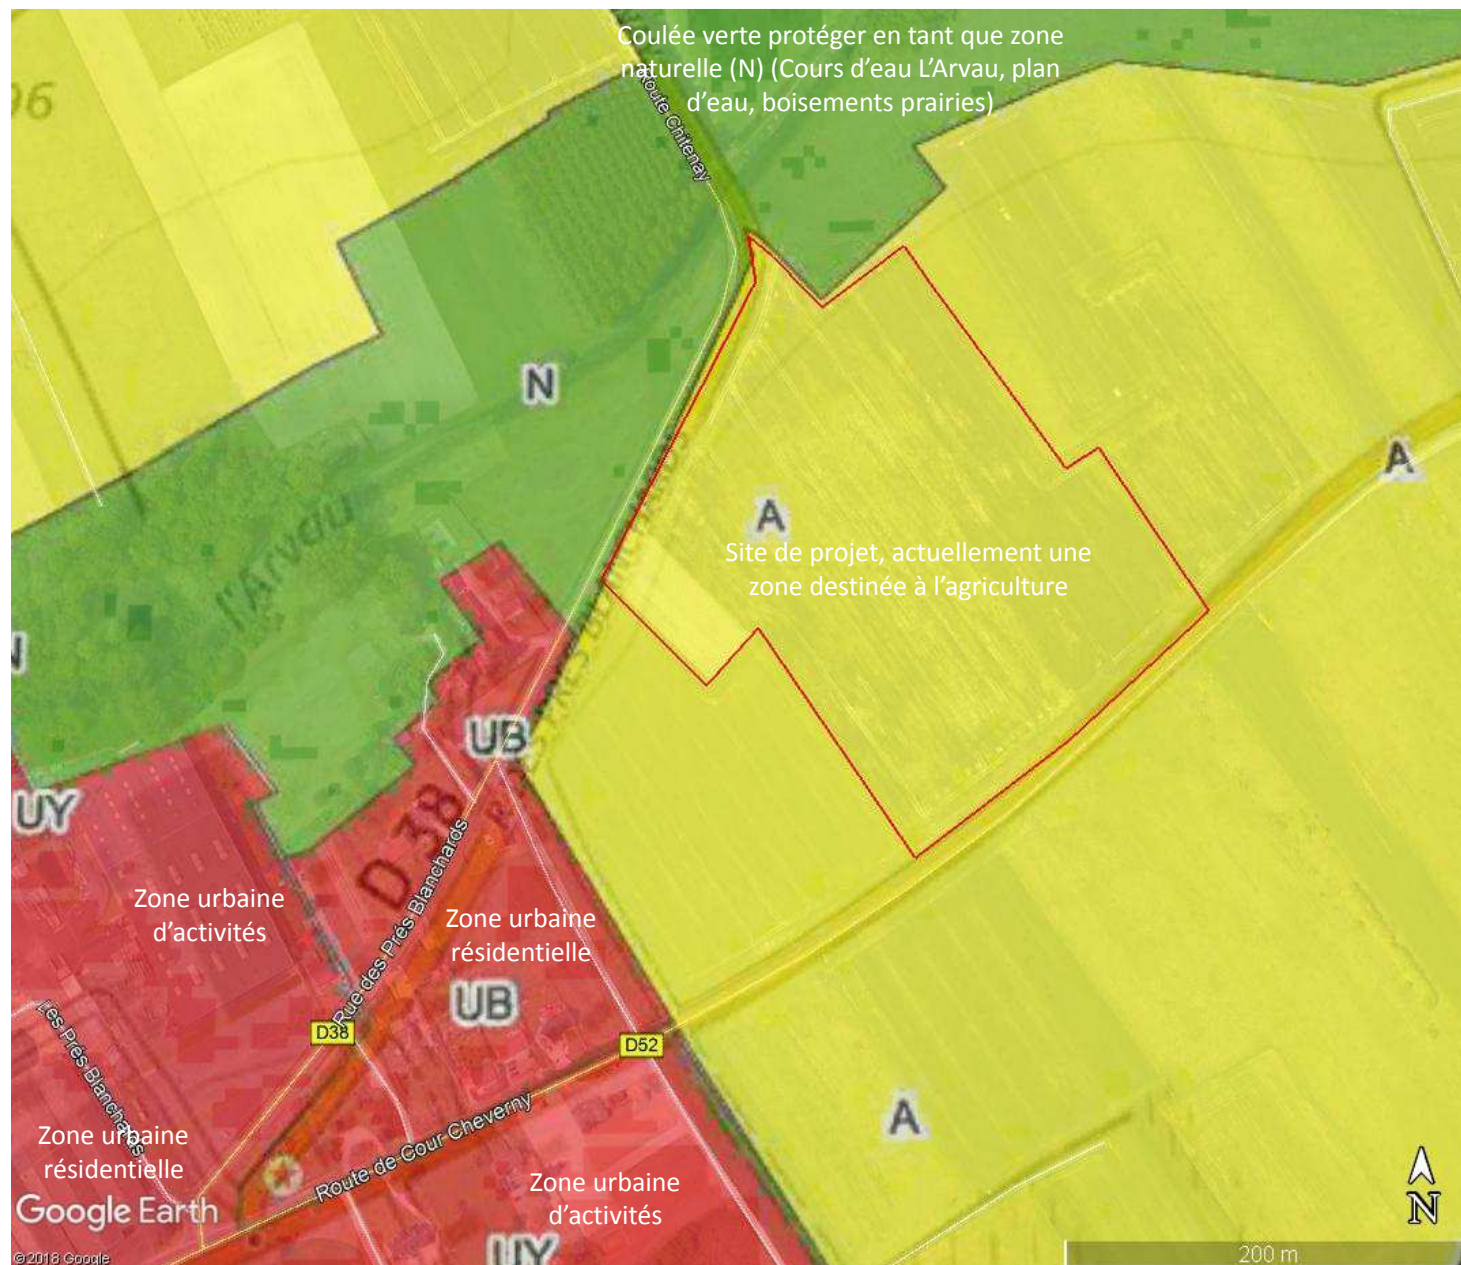 Coulée verte protéger en tant que zone
naturelle (N) (Cours d'eau L'Arvau, plan
d'eau, boisements prairies)
96
Route Chitenay
N
A
A
Site de projet, actuellement une
zone destinée à l'agriculture
l'Arvau
N
UB
UY
D 38
Rue des Prés Blanchards
Zone urbaine
d'activités
Zone urbaine
résidentielle
UB
D38
D52
Les Prés Blanchards
Route de Cour Cheverny
A
Zone urbaine
résidentielle
Zone urbaine
d'activités
N
Google Earth
UY
©2018 Google
200 m